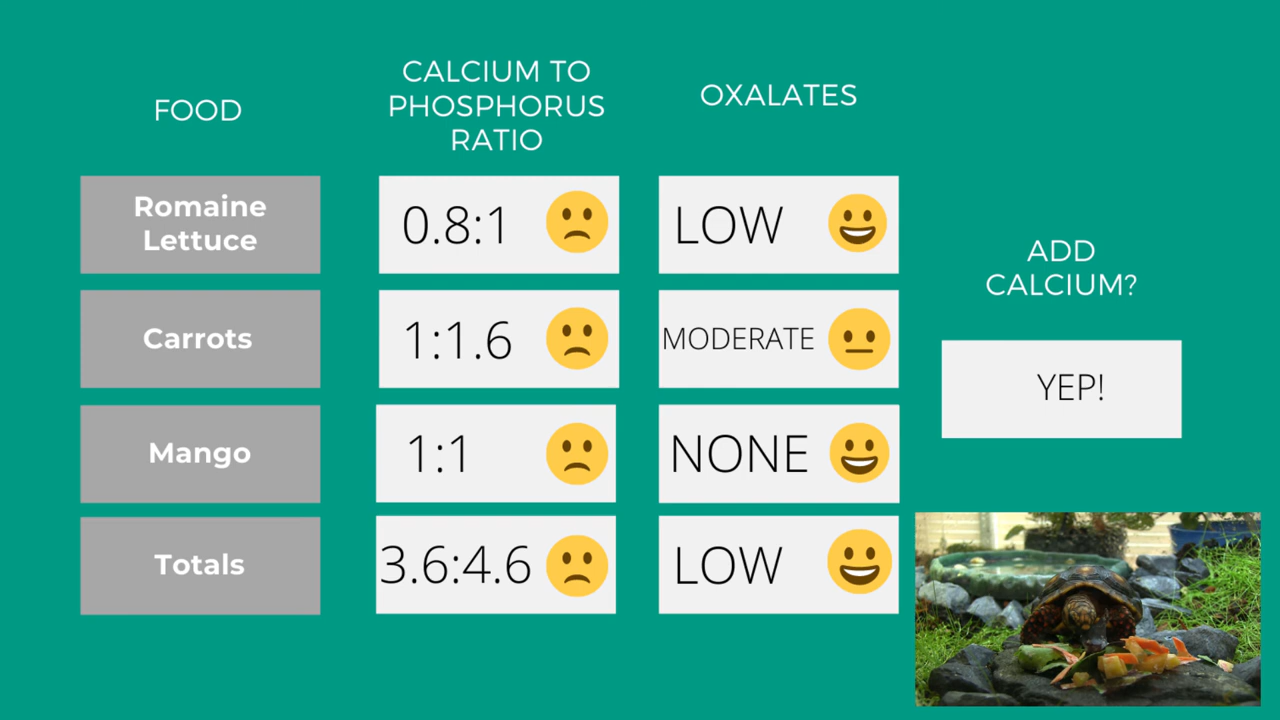 FOOD
CALCIUM TO
PHOSPHORUS
RATIO
OXALATES
Romaine
Lettuce
0.8:1
LOW
Carrots
1:1.6
MODERATE
Mango
1:1
NONE
Totals
3.6:4.6
LOW
ADD
CALCIUM?
YEP!